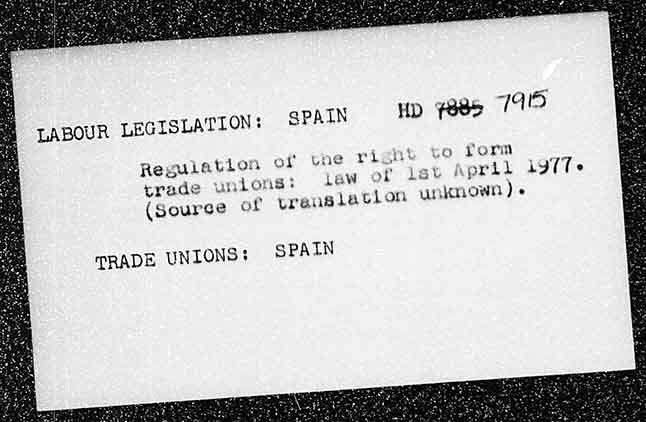 LABOUR LEGISLATION: SPAIN HD 7885 7915
Regulation of the right to form
trade unions: law of 1st April 1977.
(Source of translation unknown).
TRADE UNIONS: SPAIN